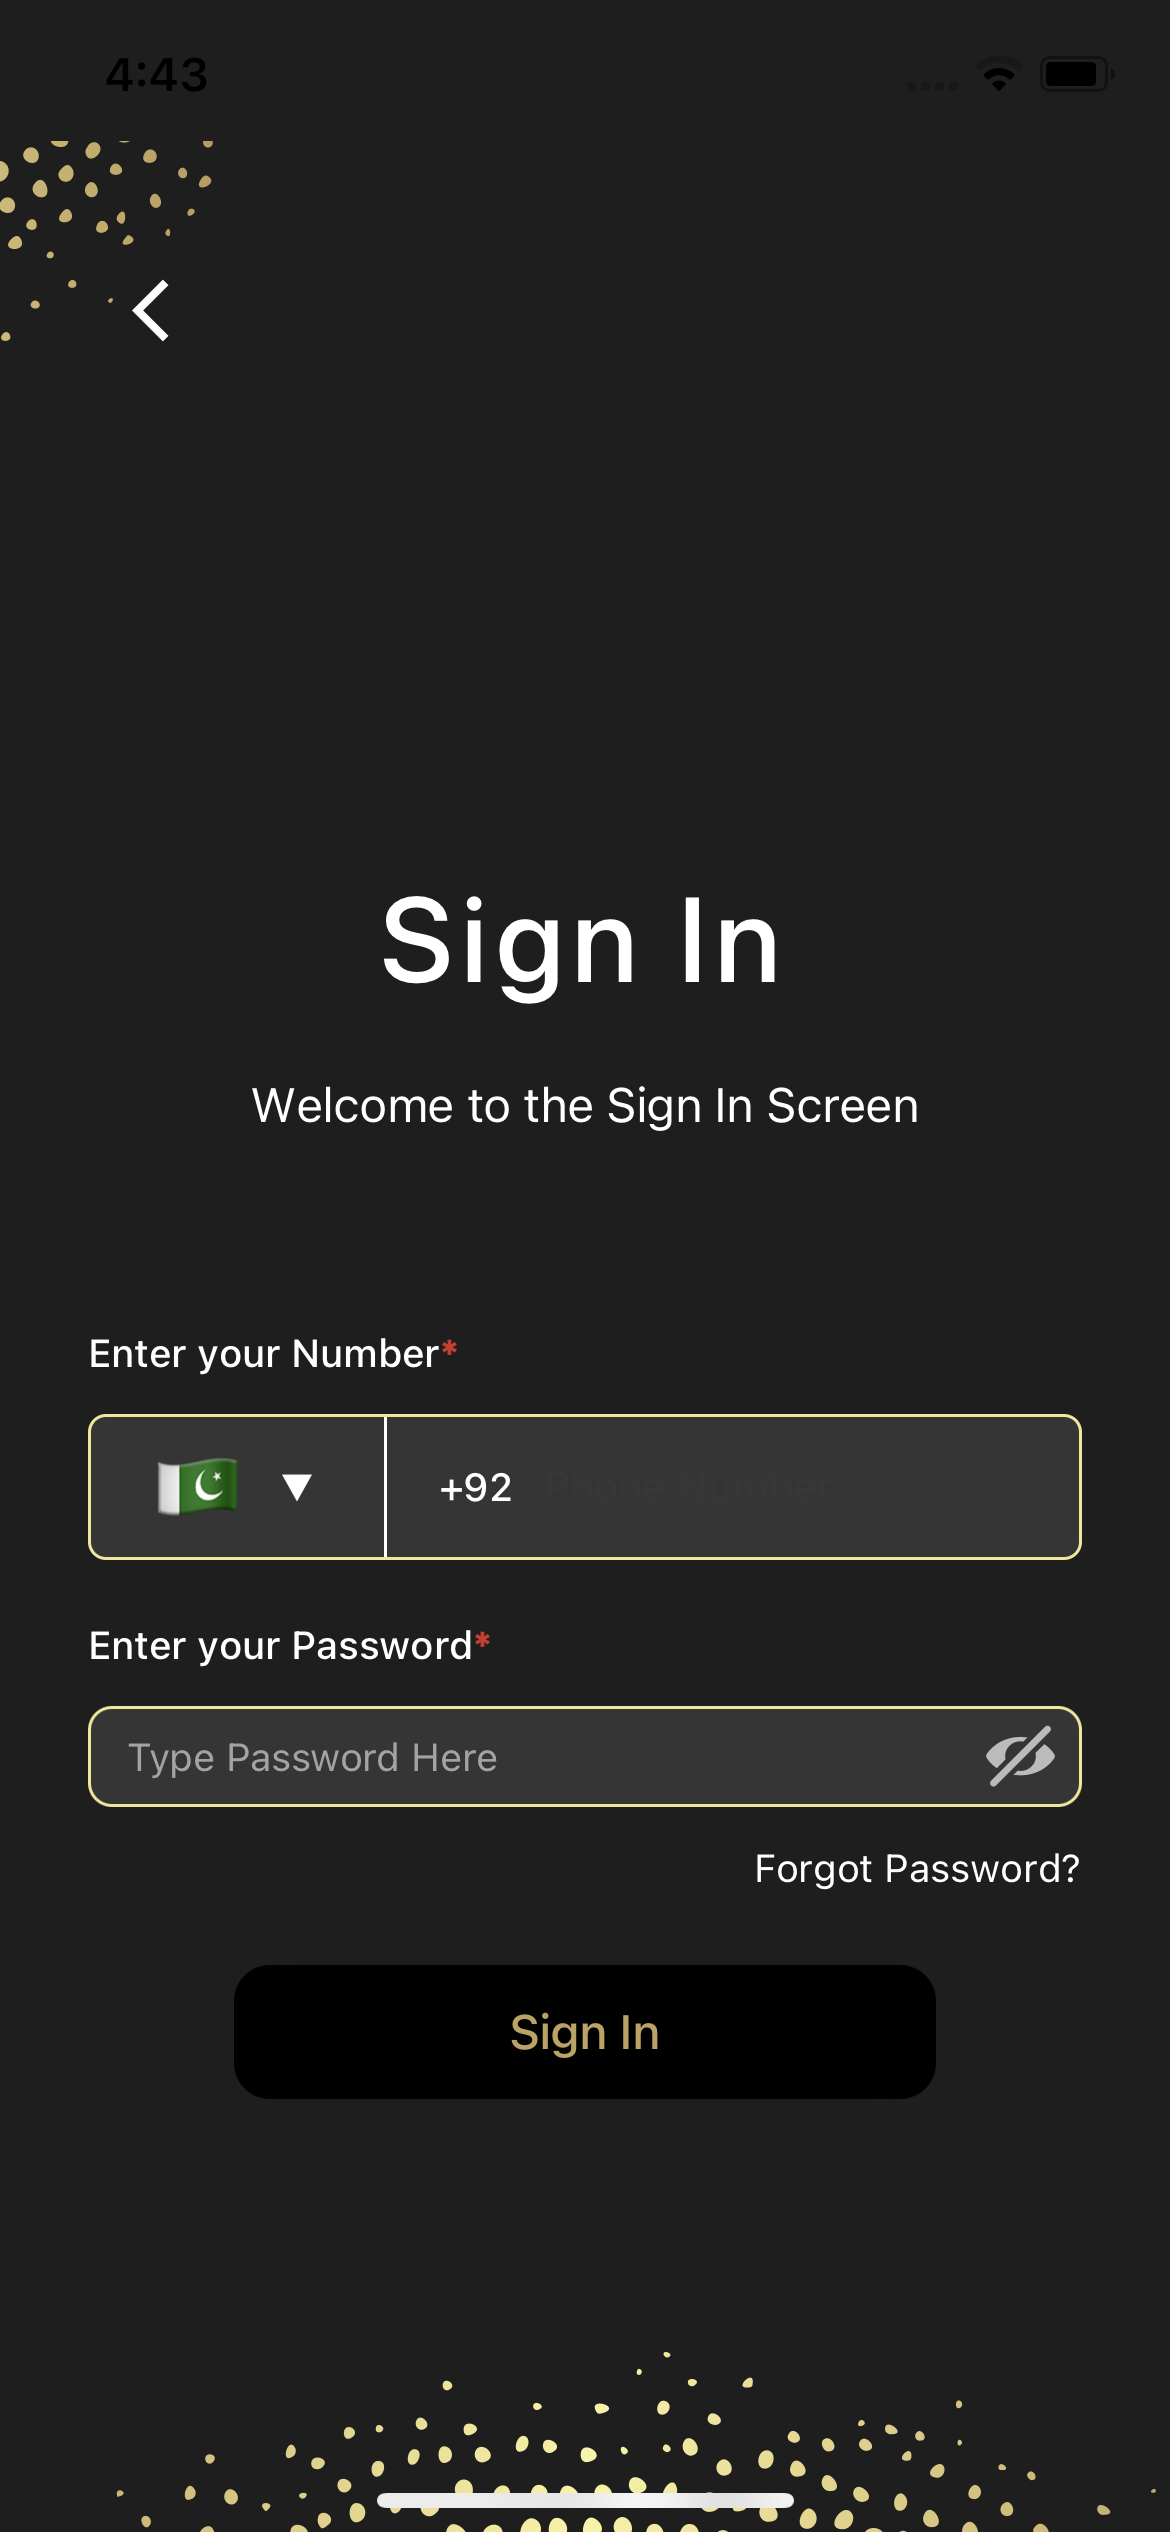 4:43
Sign In
Welcome to the Sign In Screen
Enter your Number*
+92 Phone Number
Enter your Password*
Type Password Here
Forgot Password?
Sign In